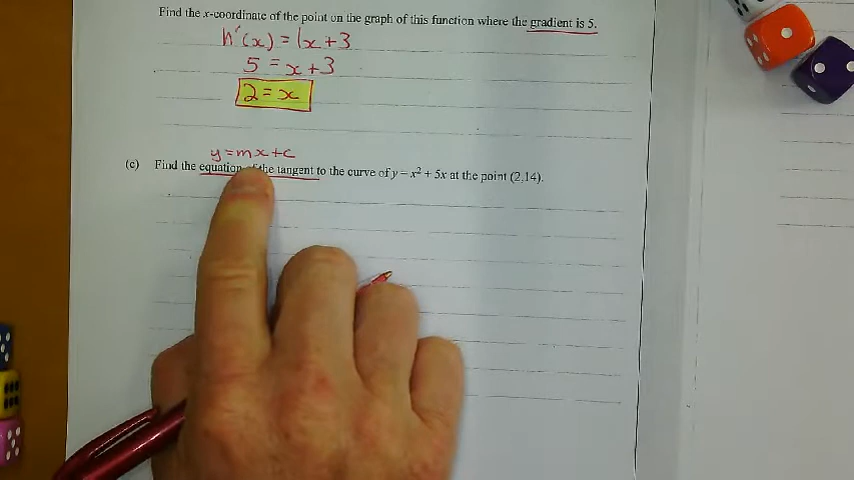 Find the x-coordinate of the point on the graph of this function where the gradient is 5.
h'(x) = 1x + 3
5 = x + 3
2 = x
y = mx + c
(c) Find the equation of the tangent to the curve of y = x² + 5x at the point (2,14).